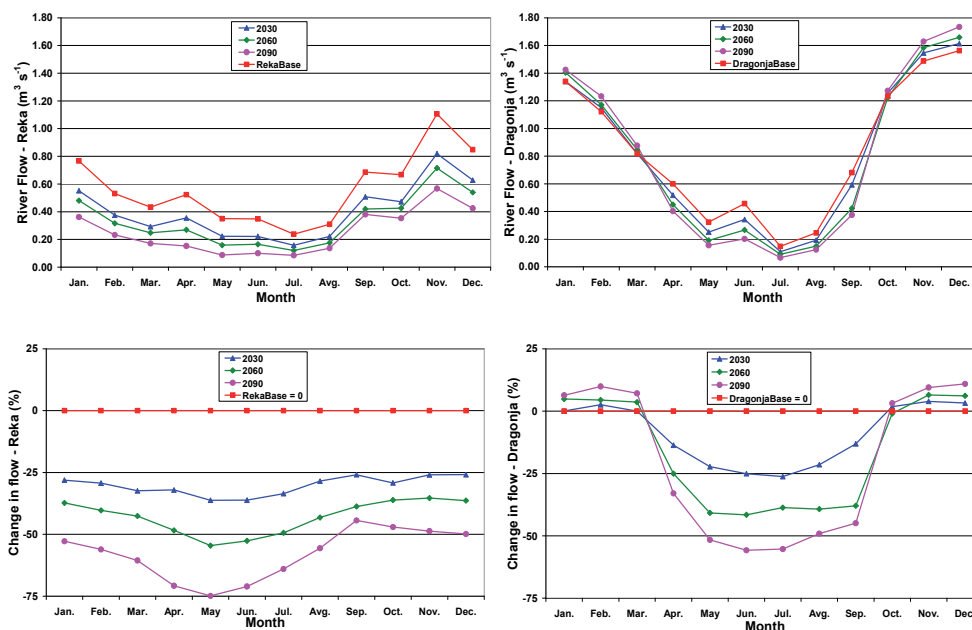 River Flow - Reka (m³ s⁻¹)
1.80
1.60
1.40
1.20
1.00
0.80
0.60
0.40
0.20
0.00
2030
2060
2090
RekaBase
Jan. Feb. Mar. Apr. May Jun. Jul. Avg. Sep. Oct. Nov. Dec.
Month
River Flow - Dragonja (m³ s⁻¹)
1.80
1.60
1.40
1.20
1.00
0.80
0.60
0.40
0.20
0.00
2030
2060
2090
DragonjaBase
Jan. Feb. Mar. Apr. May Jun. Jul. Avg. Sep. Oct. Nov. Dec.
Month
Change in flow - Reka (%)
25
0
-25
-50
-75
2030
2060
2090
RekaBase = 0
Jan. Feb. Mar. Apr. May Jun. Jul. Avg. Sep. Oct. Nov. Dec.
Month
Change in flow - Dragonja (%)
25
0
-25
-50
-75
2030
2060
2090
DragonjaBase = 0
Jan. Feb. Mar. Apr. May Jun. Jul. Avg. Sep. Oct. Nov. Dec.
Month